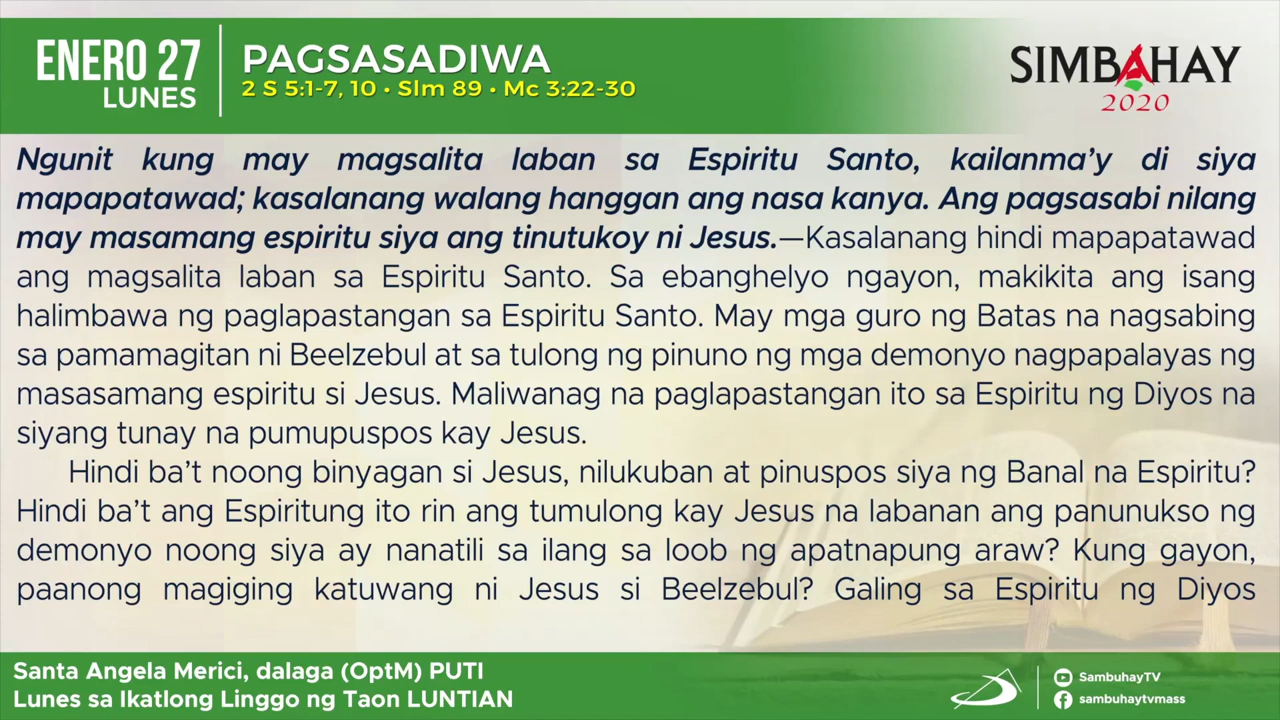 ENERO 27
LUNES
PAGSASADIWA
2 S 5:1-7, 10 • Slm 89 • Mc 3:22-30
SIMBAHAY
2020
Ngunit kung may magsalita laban sa Espiritu Santo, kailanma’y di siya
mapapatawad; kasalanang walang hanggan ang nasa kanya. Ang pagsasabi nilang
may masamang espiritu siya ang tinutukoy ni Jesus.—Kasalanang hindi mapapatawad
ang magsalita laban sa Espiritu Santo. Sa ebanghelyo ngayon, makikita ang isang
halimbawa ng paglapastangan sa Espiritu Santo. May mga guro ng Batas na nagsabing
sa pamamagitan ni Beelzebul at sa tulong ng pinuno ng mga demonyo nagpapalayas ng
masasamang espiritu si Jesus. Maliwanag na paglapastangan ito sa Espiritu ng Diyos na
siyang tunay na pumupuspos kay Jesus.
Hindi ba’t noong binyagan si Jesus, nilukuban at pinuspos siya ng Banal na Espiritu?
Hindi ba’t ang Espiritung ito rin ang tumulong kay Jesus na labanan ang panunukso ng
demonyo noong siya ay nanatili sa ilang sa loob ng apatnapung araw? Kung gayon,
paanong magiging katuwang ni Jesus si Beelzebul? Galing sa Espiritu ng Diyos
Santa Angela Merici, dalaga (OptM) PUTI
Lunes sa Ikatlong Linggo ng Taon LUNTIAN
SambuhayTV
sambuhaytvmass